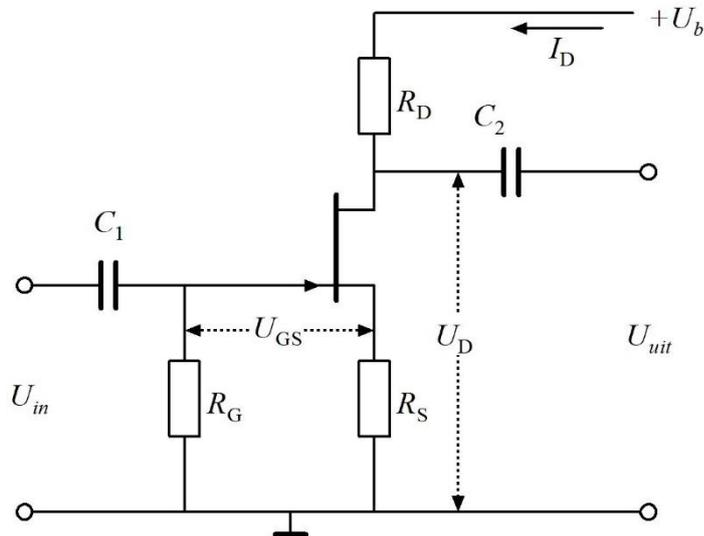 +U_b
I_D
R_D
C_2
C_1
U_GS
U_D
U_uit
U_in
R_G
R_S